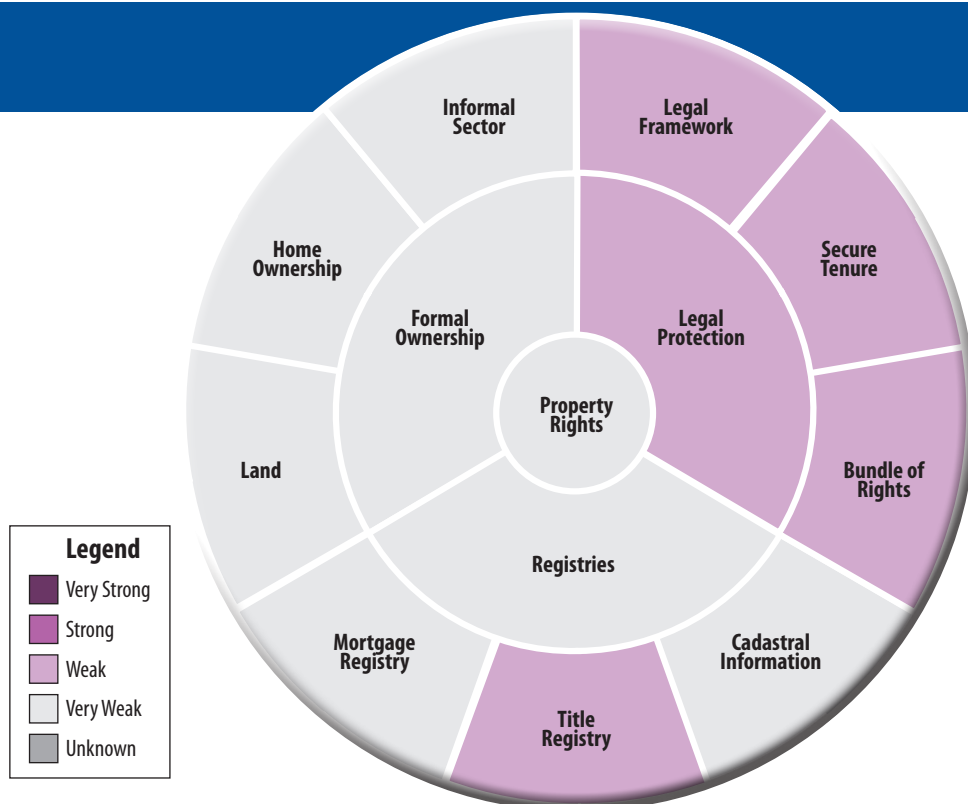 Informal
Sector
Legal
Framework
Home
Ownership
Secure
Tenure
Formal
Ownership
Legal
Protection
Property
Rights
Land
Bundle of
Rights
Registries
Mortgage
Registry
Cadastral
Information
Title
Registry
Legend
Very Strong
Strong
Weak
Very Weak
Unknown